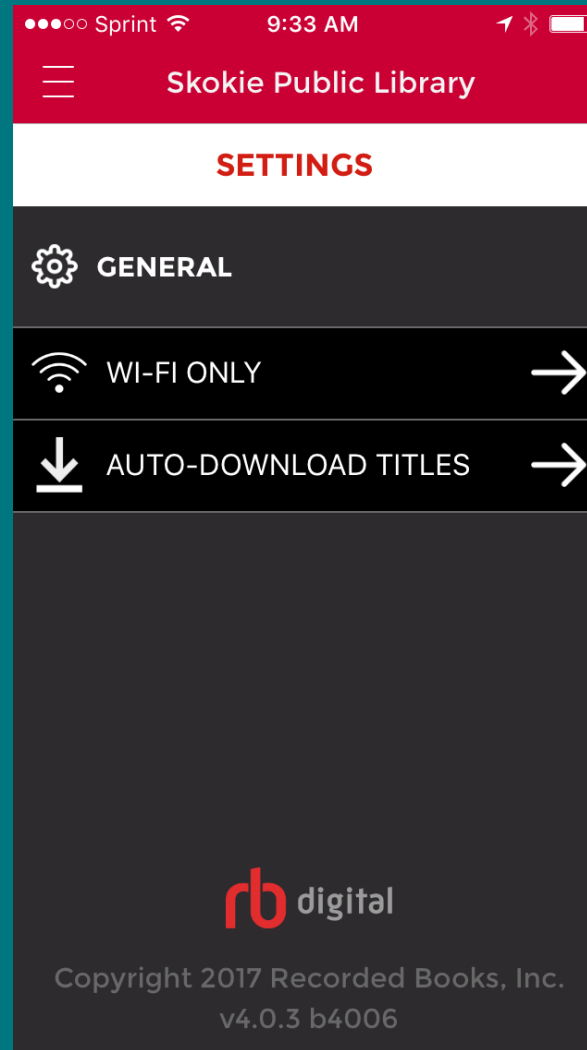 Sprint 9:33 AM
Skokie Public Library
SETTINGS
GENERAL
WI-FI ONLY
AUTO-DOWNLOAD TITLES
rb digital
Copyright 2017 Recorded Books, Inc.
v4.0.3 b4006